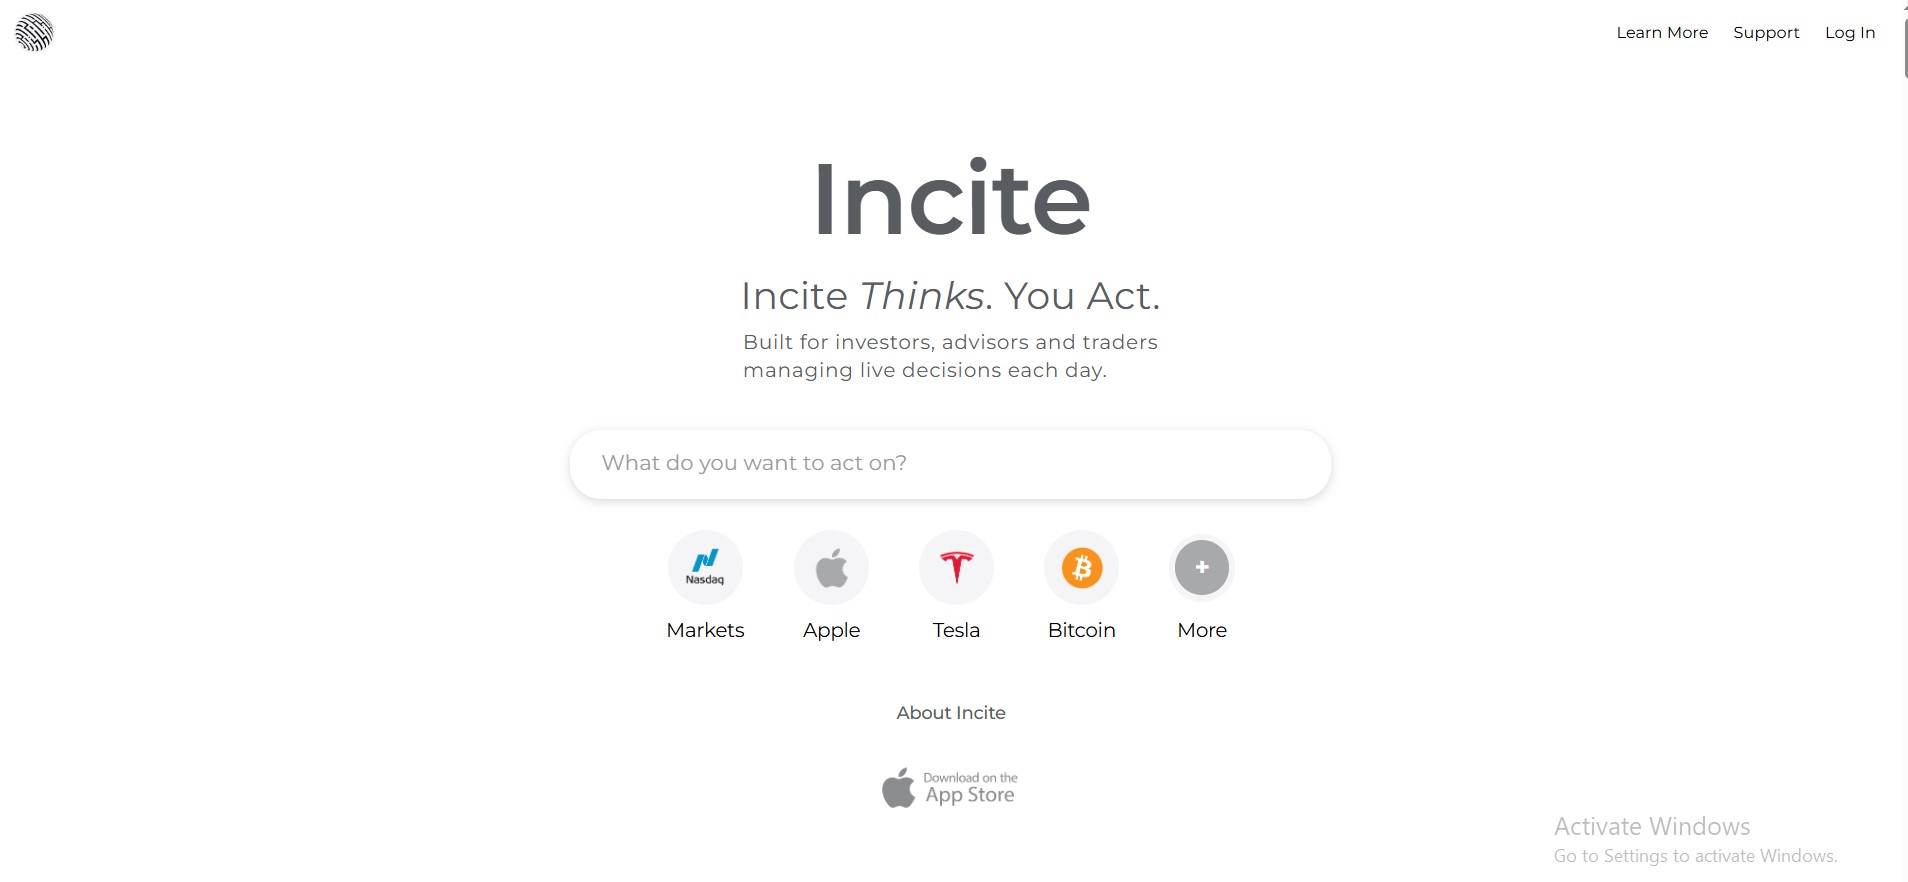 Learn More Support Log In
Incite
Incite Thinks. You Act.
Built for investors, advisors and traders
managing live decisions each day.
What do you want to act on?
Nasdaq
Markets Apple Tesla Bitcoin More
About Incite
Download on the
App Store
Activate Windows
Go to Settings to activate Windows.